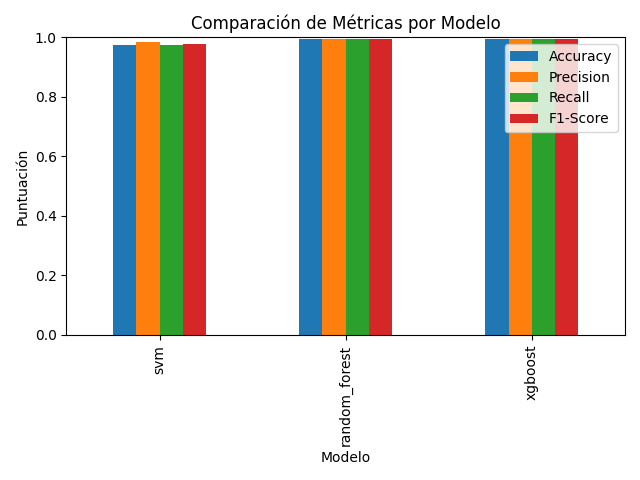 Comparación de Métricas por Modelo
Puntuación
1.0
0.8
0.6
0.4
0.2
0.0
Accuracy
Precision
Recall
F1-Score
svm
random_forest
xgboost
Modelo